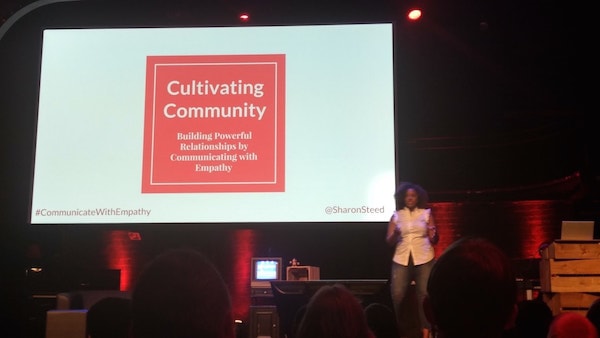 Cultivating
Community
Building Powerful
Relationships by
Communicating with
Empathy
#CommunicateWithEmpathy
@SharonSteed